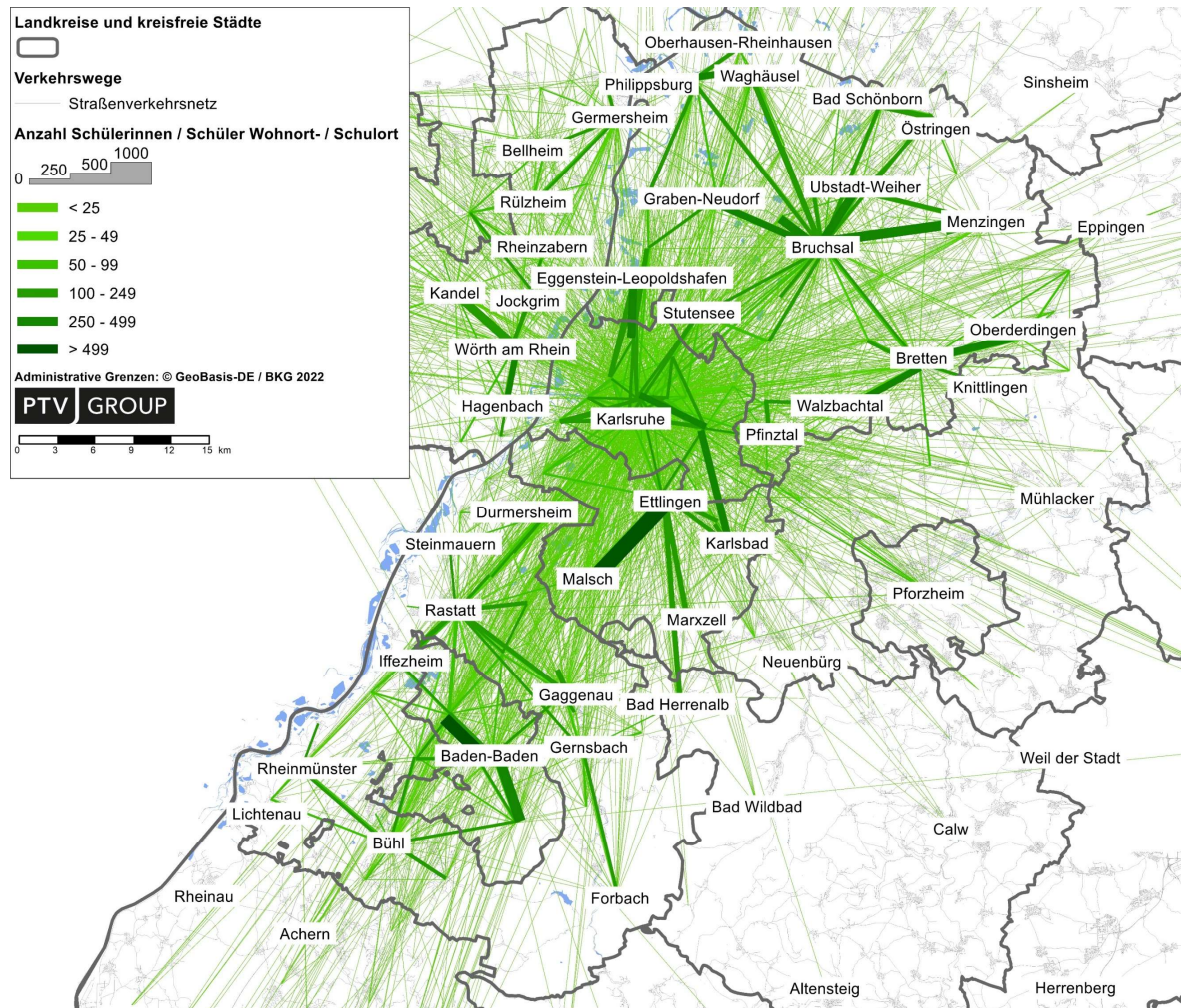 Landkreise und kreisfreie Städte
Verkehrswege
Straßenverkehrsnetz
Anzahl Schülerinnen / Schüler Wohnort- / Schulort
0 250 500 1000
< 25
25 - 49
50 - 99
100 - 249
250 - 499
> 499
Administrative Grenzen: © GeoBasis-DE / BKG 2022
PTV GROUP
0 3 6 9 12 15 km
Oberhausen-Rheinhausen
Philippsburg
Waghäusel
Sinsheim
Bad Schönborn
Germersheim
Östringen
Bellheim
Ubstadt-Weiher
Rülzheim
Graben-Neudorf
Menzingen
Eppingen
Rheinzabern
Bruchsal
Eggenstein-Leopoldshafen
Kandel
Jockgrim
Stutensee
Oberderdingen
Wörth am Rhein
Bretten
Knittlingen
Hagenbach
Karlsruhe
Walzbachtal
Pfinztal
Mühlacker
Ettlingen
Durmersheim
Steinmauern
Karlsbad
Malsch
Pforzheim
Rastatt
Marxzell
Iffezheim
Neuenbürg
Gaggenau
Bad Herrenalb
Gernsbach
Baden-Baden
Weil der Stadt
Rheinmünster
Bad Wildbad
Lichtenau
Calw
Bühl
Rheinau
Forbach
Achern
Altensteig
Herrenberg